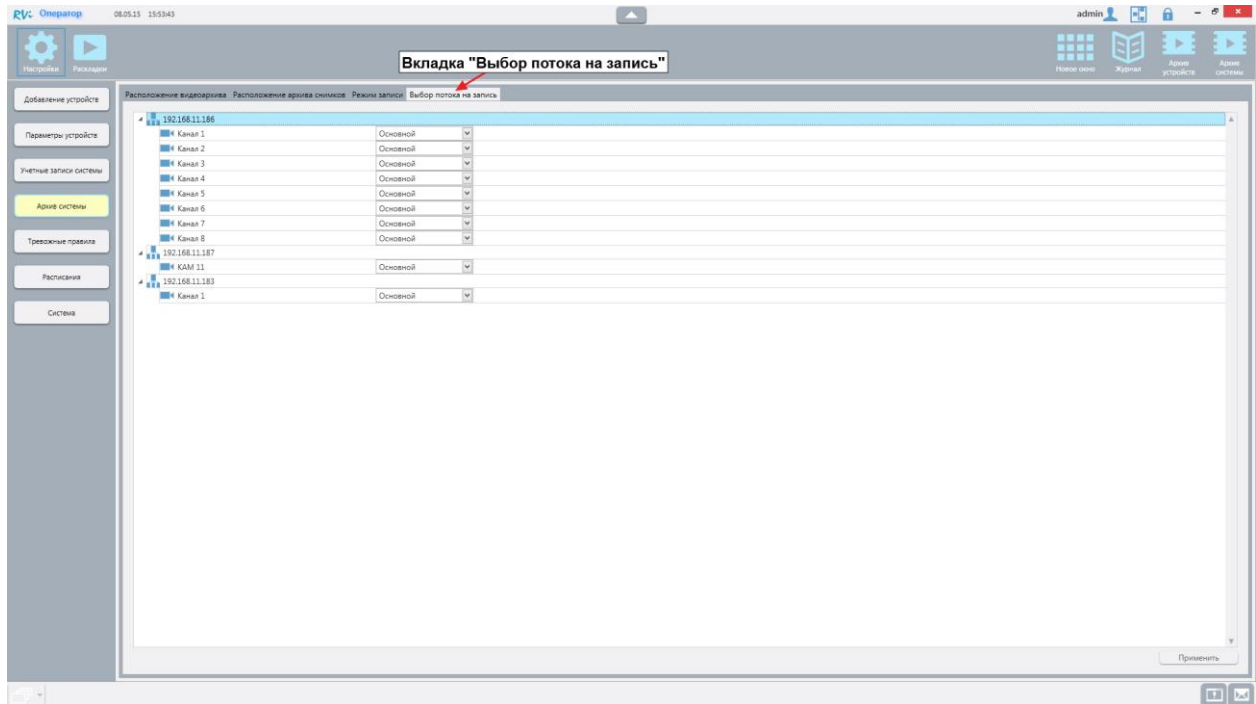 RVi Оператор 08.05.15 15:53:43 admin
Настройки Раскладки Новое окно Журнал Архив устройств Архив системы
Вкладка "Выбор потока на запись"
Расположение видеоархива Расположение архива снимков Режим записи Выбор потока на запись
Добавление устройств
Параметры устройств
Учетные записи системы
Архив системы
Тревожные правила
Расписания
Система
192.168.11.186
Канал 1 Основной
Канал 2 Основной
Канал 3 Основной
Канал 4 Основной
Канал 5 Основной
Канал 6 Основной
Канал 7 Основной
Канал 8 Основной
192.168.11.187
КАМ 11 Основной
192.168.11.183
Канал 1 Основной
Применить